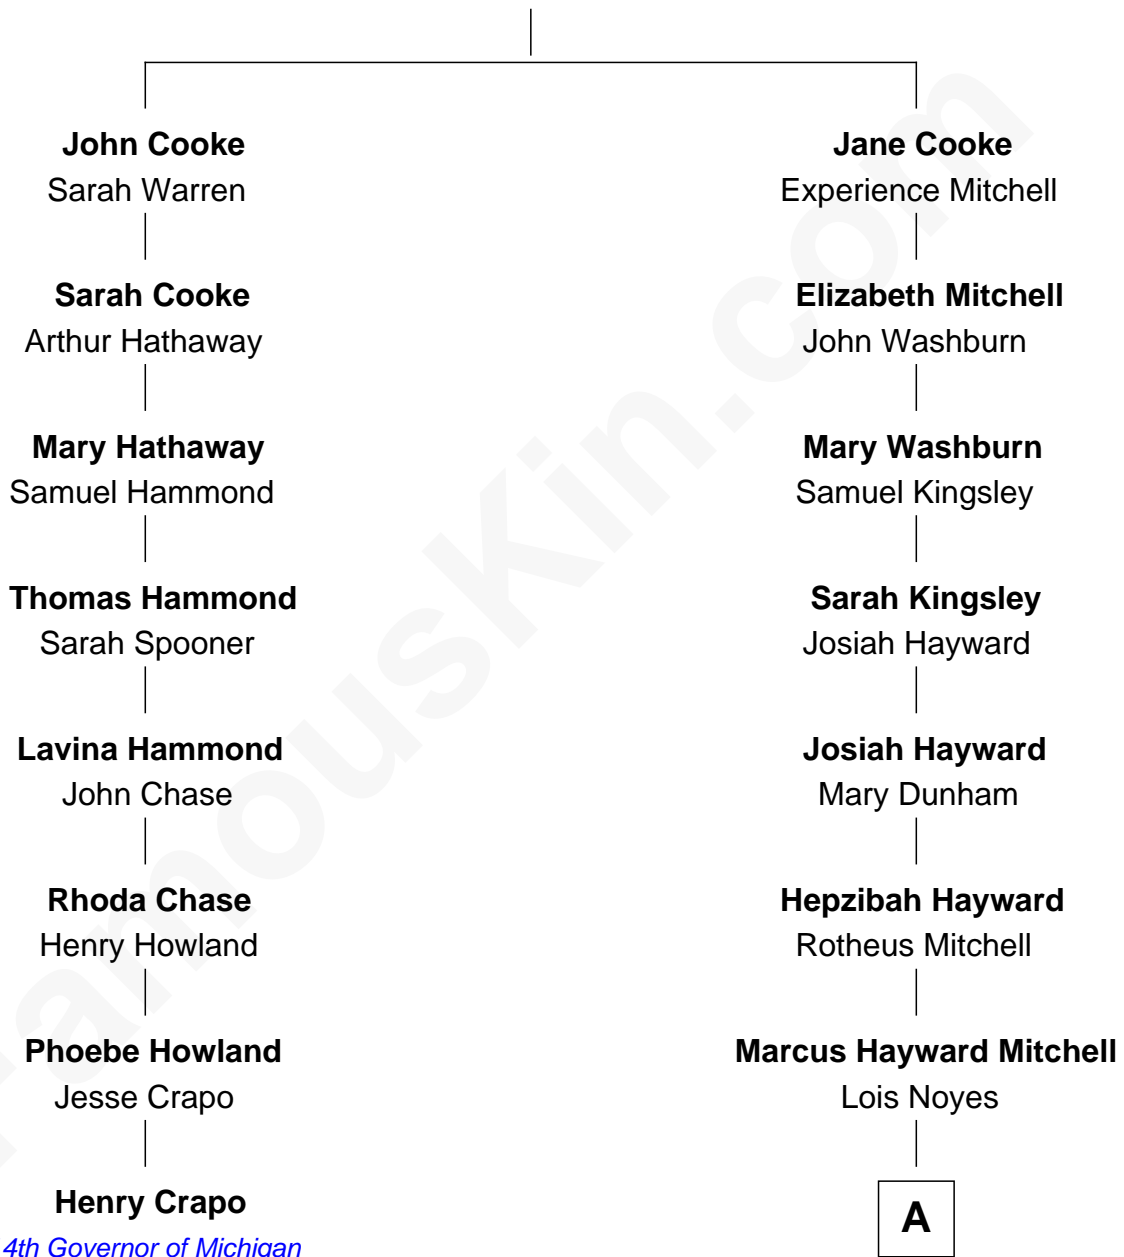 John Cooke
Sarah Warren
Sarah Cooke
Arthur Hathaway
Mary Hathaway
Samuel Hammond
Thomas Hammond
Sarah Spooner
Lavina Hammond
John Chase
Rhoda Chase
Henry Howland
Phoebe Howland
Jesse Crapo
Henry Crapo
4th Governor of Michigan
Jane Cooke
Experience Mitchell
Elizabeth Mitchell
John Washburn
Mary Washburn
Samuel Kingsley
Sarah Kingsley
Josiah Hayward
Josiah Hayward
Mary Dunham
Hepzibah Hayward
Rotheus Mitchell
Marcus Hayward Mitchell
Lois Noyes
A
FamousKin.com